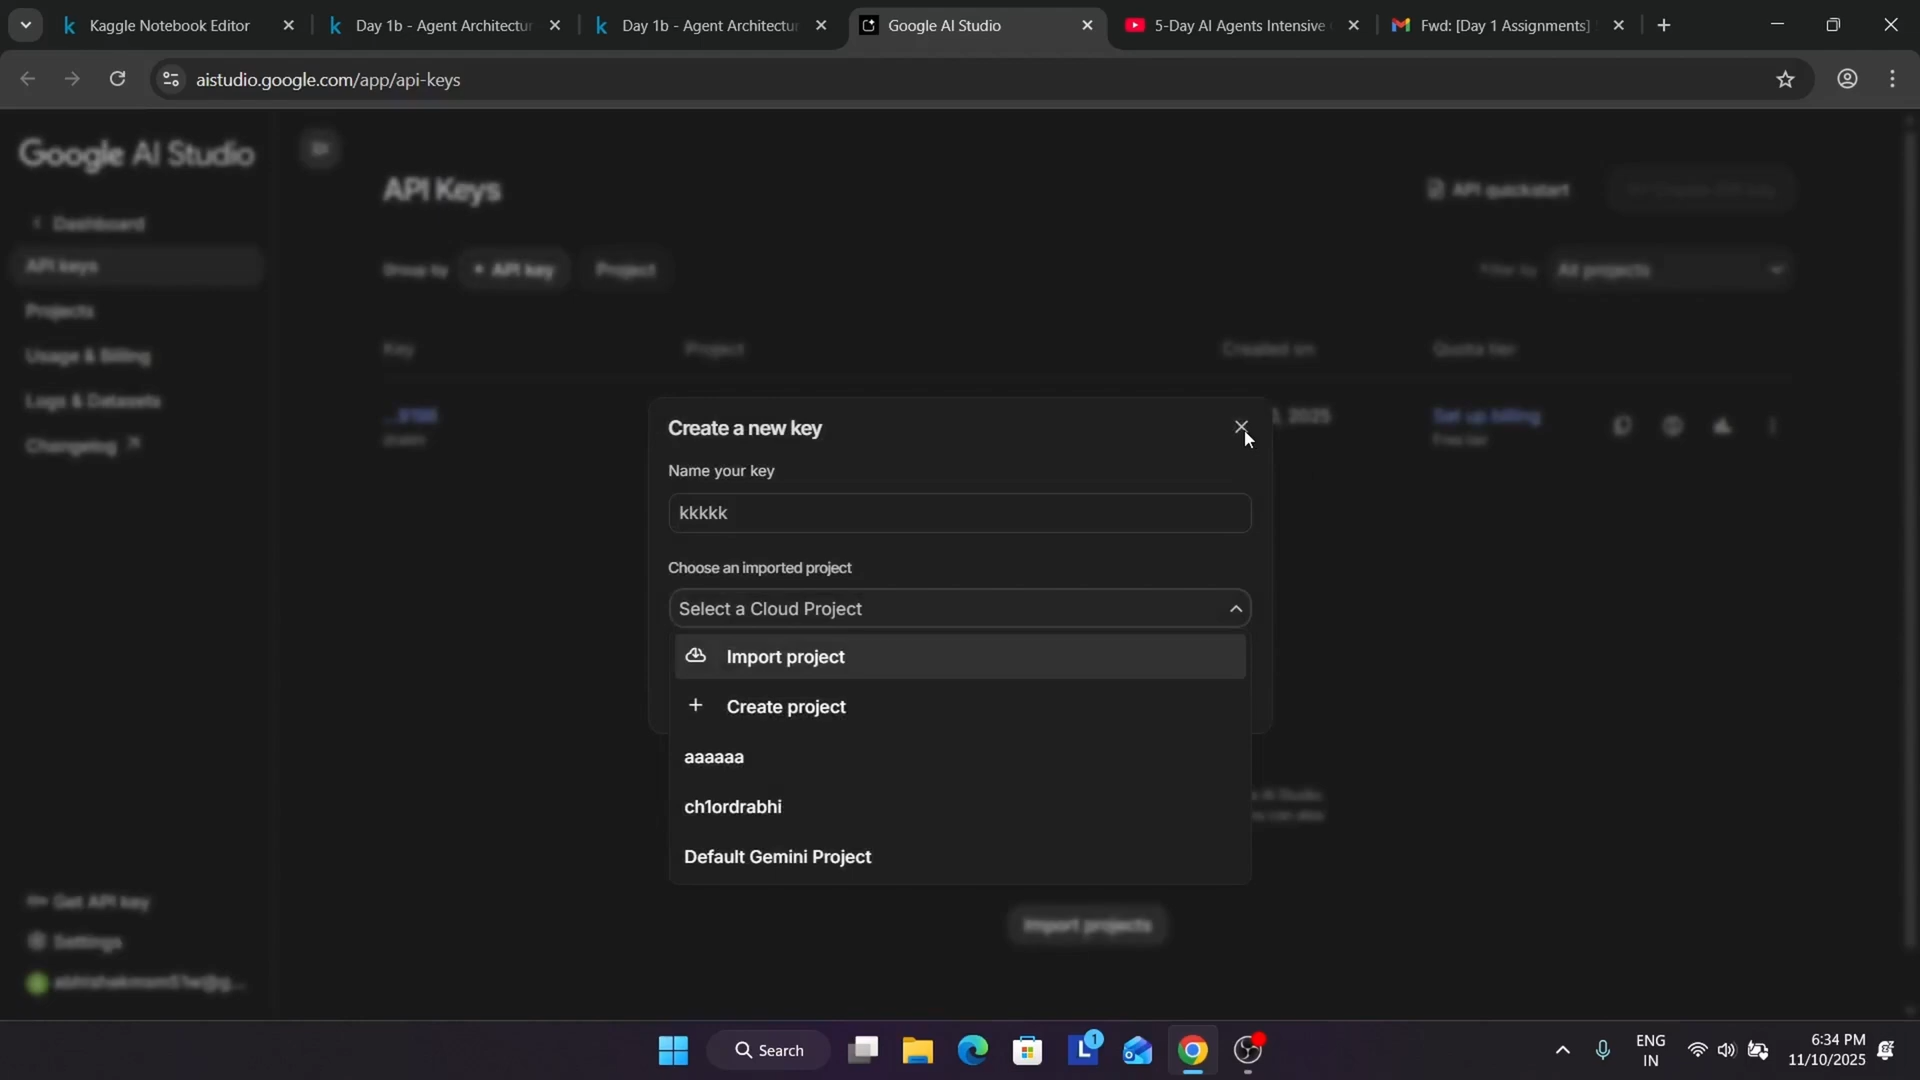 Kaggle Notebook Editor
Day 1b - Agent Architectur
Day 1b - Agent Architectur
Google AI Studio
5-Day AI Agents Intensive
Fwd: [Day 1 Assignments]
aistudio.google.com/app/api-keys
Google AI Studio
API Keys
API quickstart
Dashboard
API keys
Group by
API key
Project
Filter by
All projects
Projects
Key
Project
Created on
Quota tier
Usage & Billing
Logs & Datasets
Set up billing
Free tier
Changelog
Create a new key
, 2025
Name your key
kkkkk
Choose an imported project
Select a Cloud Project
Import project
Create project
aaaaaa
ch1ordrabhi
Default Gemini Project
AI Studio
Get API key
Import projects
Settings
Search
L
1
ENG
IN
6:34 PM
11/10/2025